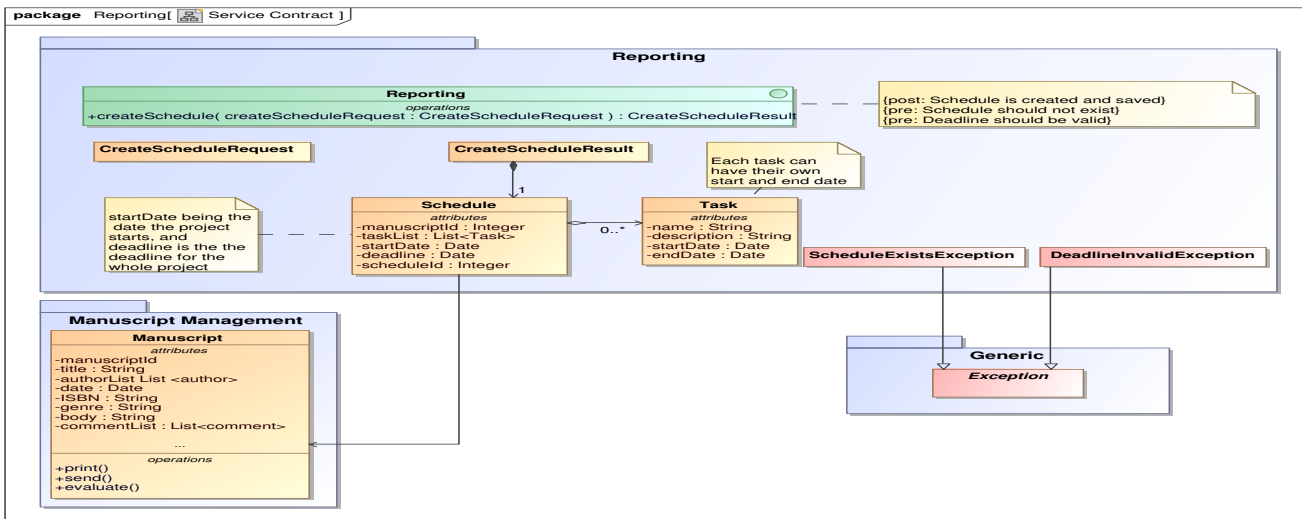 package Reporting[ Service Contract ]
Reporting
Reporting
operations
+createSchedule( createScheduleRequest : CreateScheduleRequest ) : CreateScheduleResult
{post: Schedule is created and saved}
{pre: Schedule should not exist}
{pre: Deadline should be valid}
CreateScheduleRequest
CreateScheduleResult
Each task can
have their own
start and end date
1
startDate being the
date the project
starts, and
deadline is the the
deadline for the
whole project
Schedule
attributes
-manuscriptId : Integer
-taskList : List<Task>
-startDate : Date
-deadline : Date
-scheduleId : Integer
0..*
Task
attributes
-name : String
-description : String
-startDate : Date
-endDate : Date
ScheduleExistsException
DeadlineInvalidException
Manuscript Management
Manuscript
attributes
-manuscriptId
-title : String
-authorList List <author>
-date : Date
-ISBN : String
-genre : String
-body : String
-commentList : List<comment>
...
operations
+print()
+send()
+evaluate()
Generic
Exception